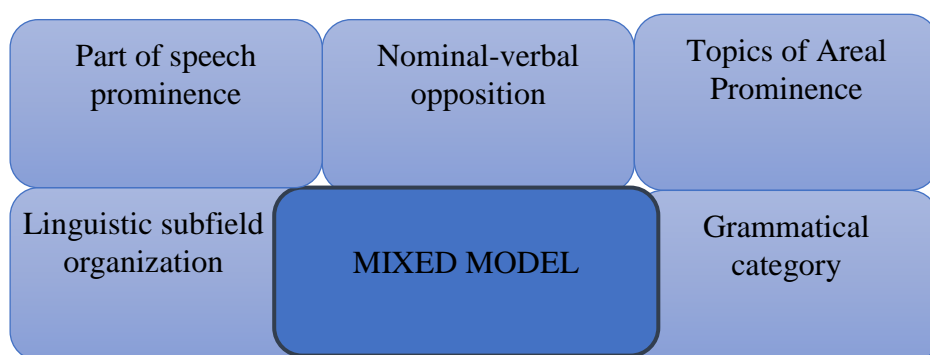 Part of speech
prominence
Nominal-verbal
opposition
Topics of Areal
Prominence
Linguistic subfield
organization
MIXED MODEL
Grammatical
category